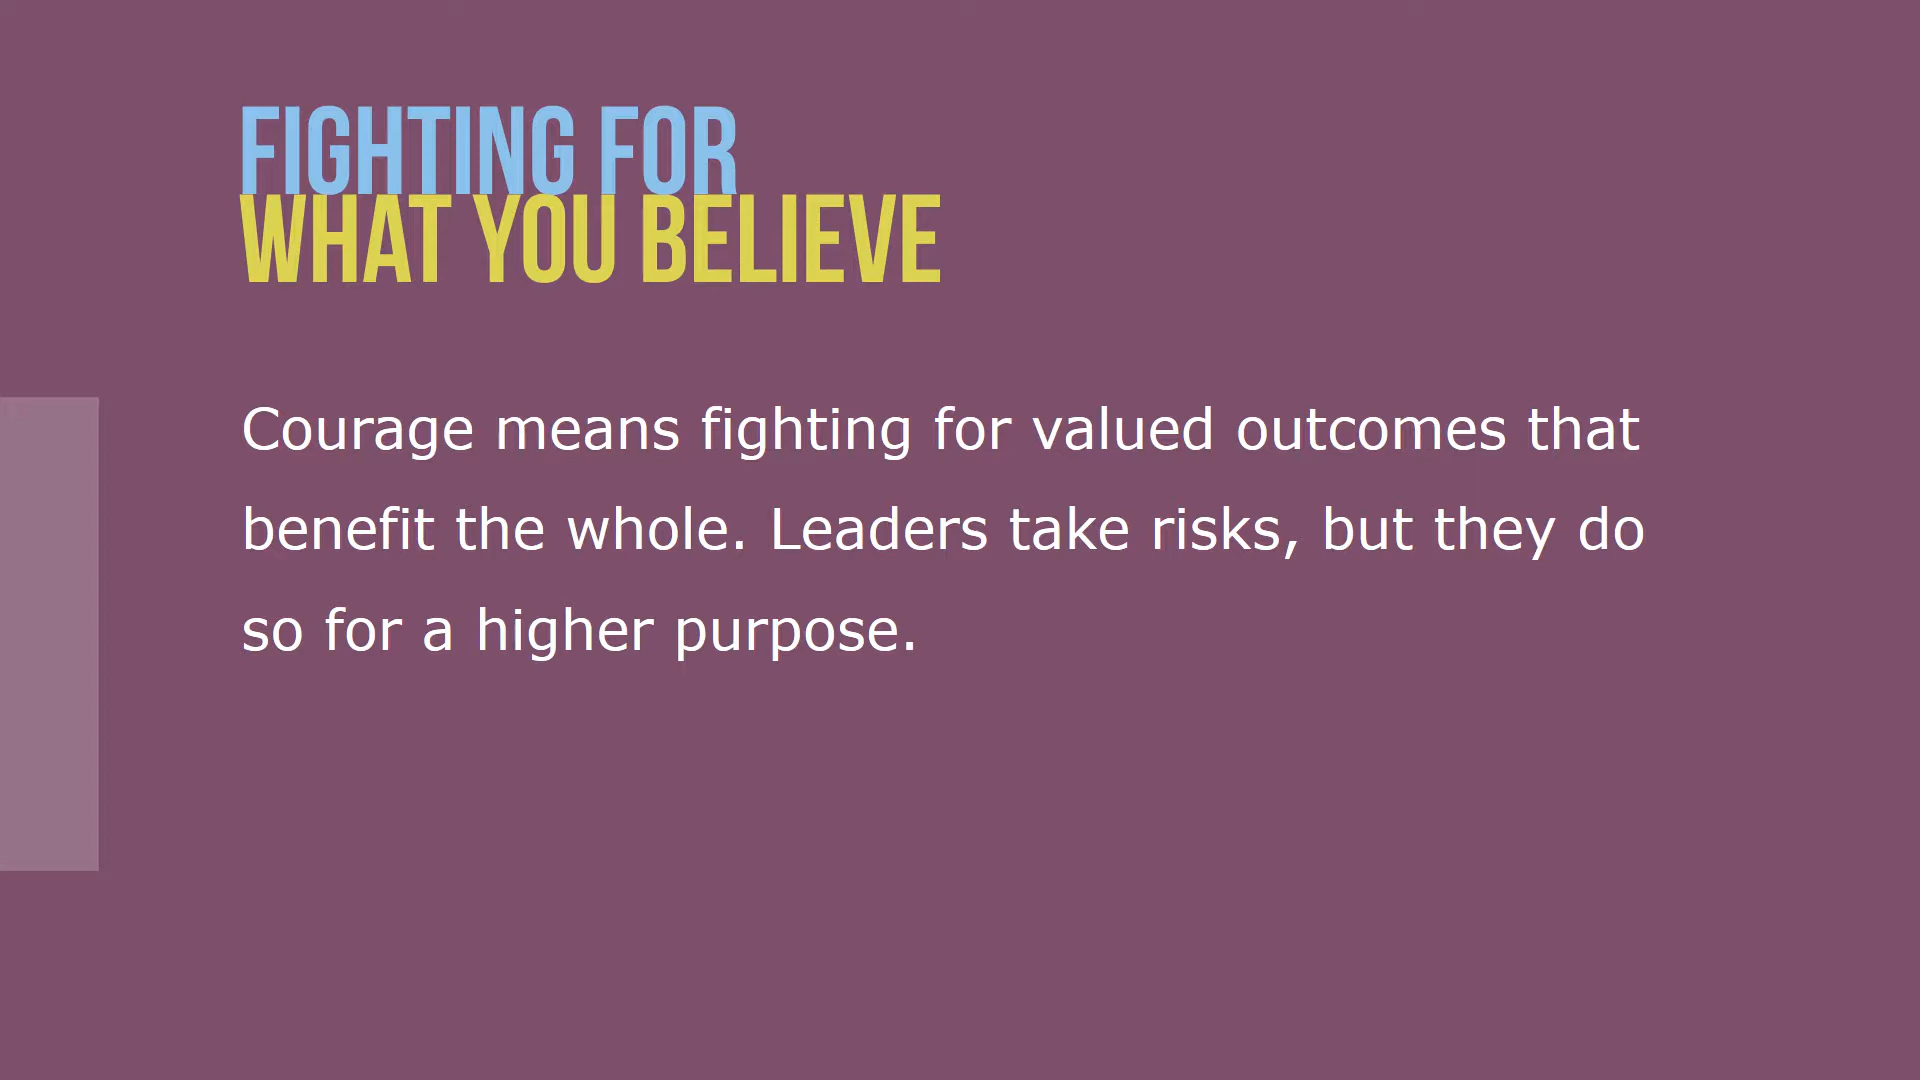 FIGHTING FOR
WHAT YOU BELIEVE
Courage means fighting for valued outcomes that
benefit the whole. Leaders take risks, but they do
so for a higher purpose.